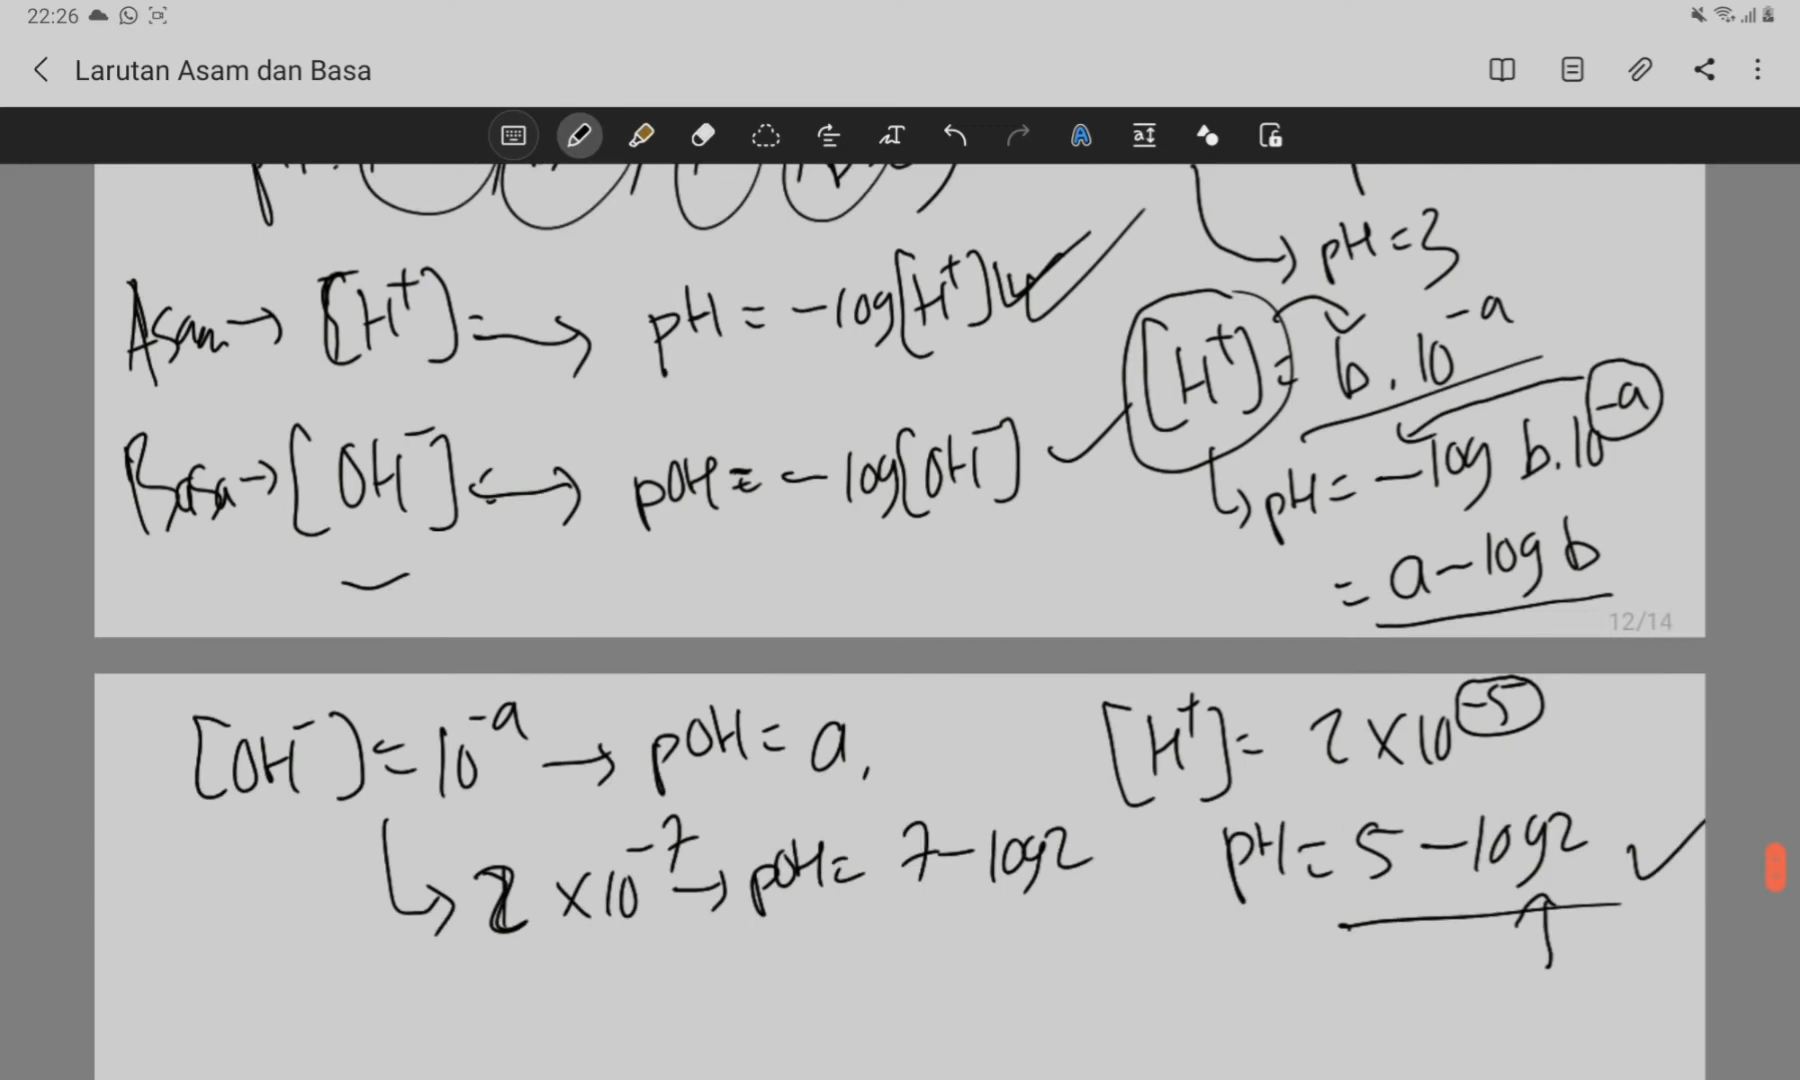 22:26
Larutan Asam dan Basa
pH = 3
Asam → [H⁺] = → pH = -log[H⁺]
[H⁺] = b . 10⁻ᵃ
Basa → [OH⁻] ↔ pOH = -log[OH⁻]
pH = -log b.10⁻ᵃ
= a - log b
12/14
[OH⁻] = 10⁻ᵃ → pOH = a,
2 × 10⁻⁷ → pOH = 7 - log 2
[H⁺] = 2 × 10⁻⁵
pH = 5 - log 2